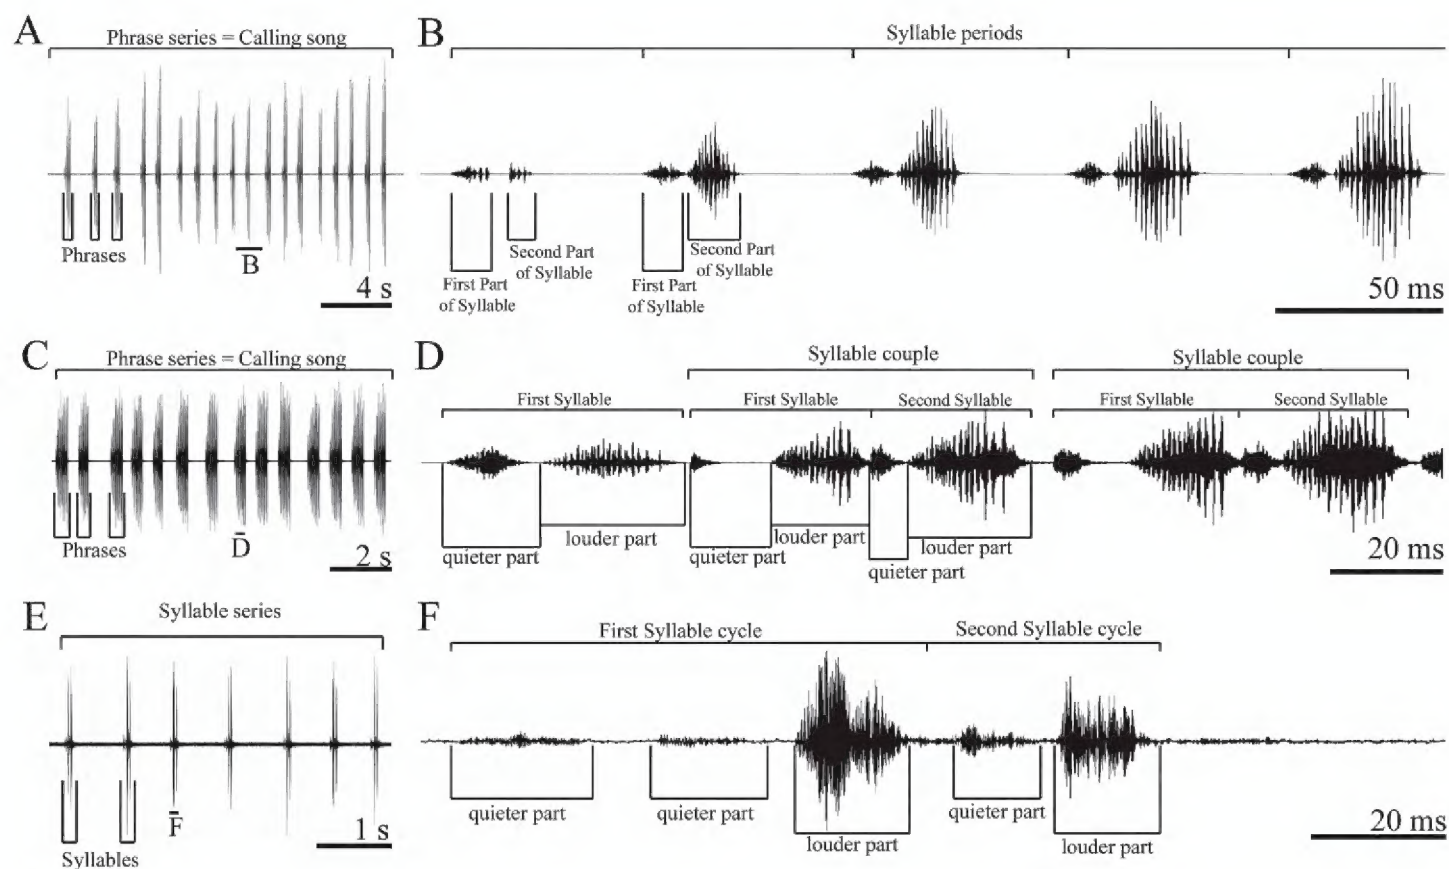 A
Phrase series = Calling song
Phrases
B
4 s
B
Syllable periods
First Part
of Syllable
Second Part
of Syllable
First Part
of Syllable
Second Part
of Syllable
50 ms
C
Phrase series = Calling song
Phrases
D
2 s
D
Syllable couple
Syllable couple
First Syllable
First Syllable
Second Syllable
First Syllable
Second Syllable
quieter part
louder part
quieter part
louder part
quieter part
louder part
20 ms
E
Syllable series
Syllables
F
1 s
F
First Syllable cycle
Second Syllable cycle
quieter part
quieter part
louder part
quieter part
louder part
20 ms